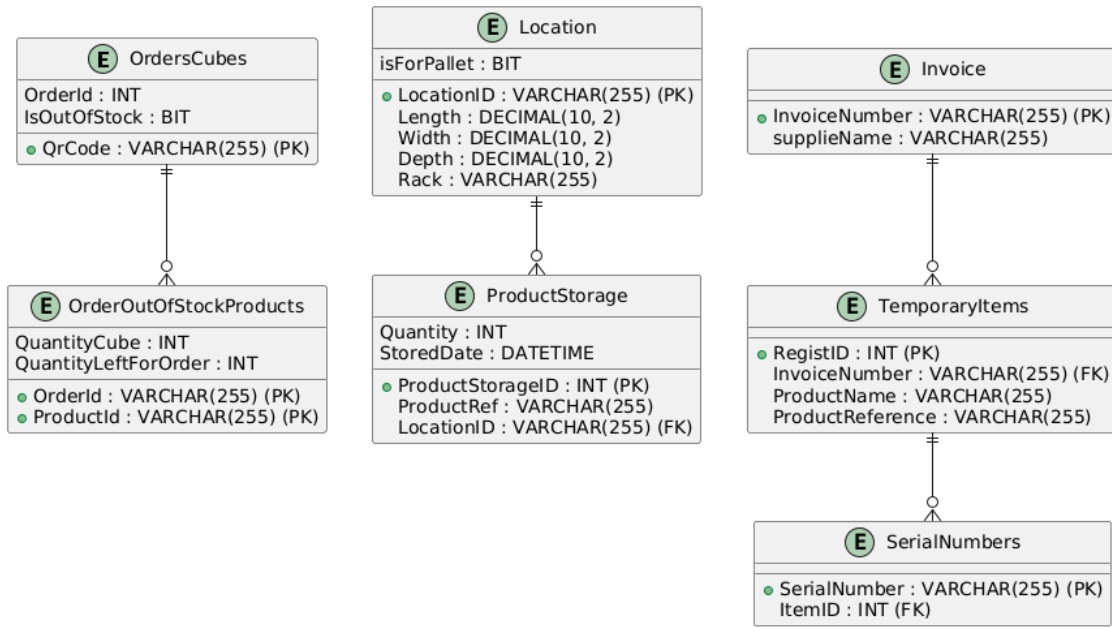 E OrdersCubes
OrderId : INT
IsOutOfStock : BIT
QrCode : VARCHAR(255) (PK)
E Location
isForPallet : BIT
LocationID : VARCHAR(255) (PK)
Length : DECIMAL(10, 2)
Width : DECIMAL(10, 2)
Depth : DECIMAL(10, 2)
Rack : VARCHAR(255)
E Invoice
InvoiceNumber : VARCHAR(255) (PK)
supplieName : VARCHAR(255)
E OrderOutOfStockProducts
QuantityCube : INT
QuantityLeftForOrder : INT
OrderId : VARCHAR(255) (PK)
ProductId : VARCHAR(255) (PK)
E ProductStorage
Quantity : INT
StoredDate : DATETIME
ProductStorageID : INT (PK)
ProductRef : VARCHAR(255)
LocationID : VARCHAR(255) (FK)
E TemporaryItems
RegistID : INT (PK)
InvoiceNumber : VARCHAR(255) (FK)
ProductName : VARCHAR(255)
ProductReference : VARCHAR(255)
E SerialNumbers
SerialNumber : VARCHAR(255) (PK)
ItemID : INT (FK)